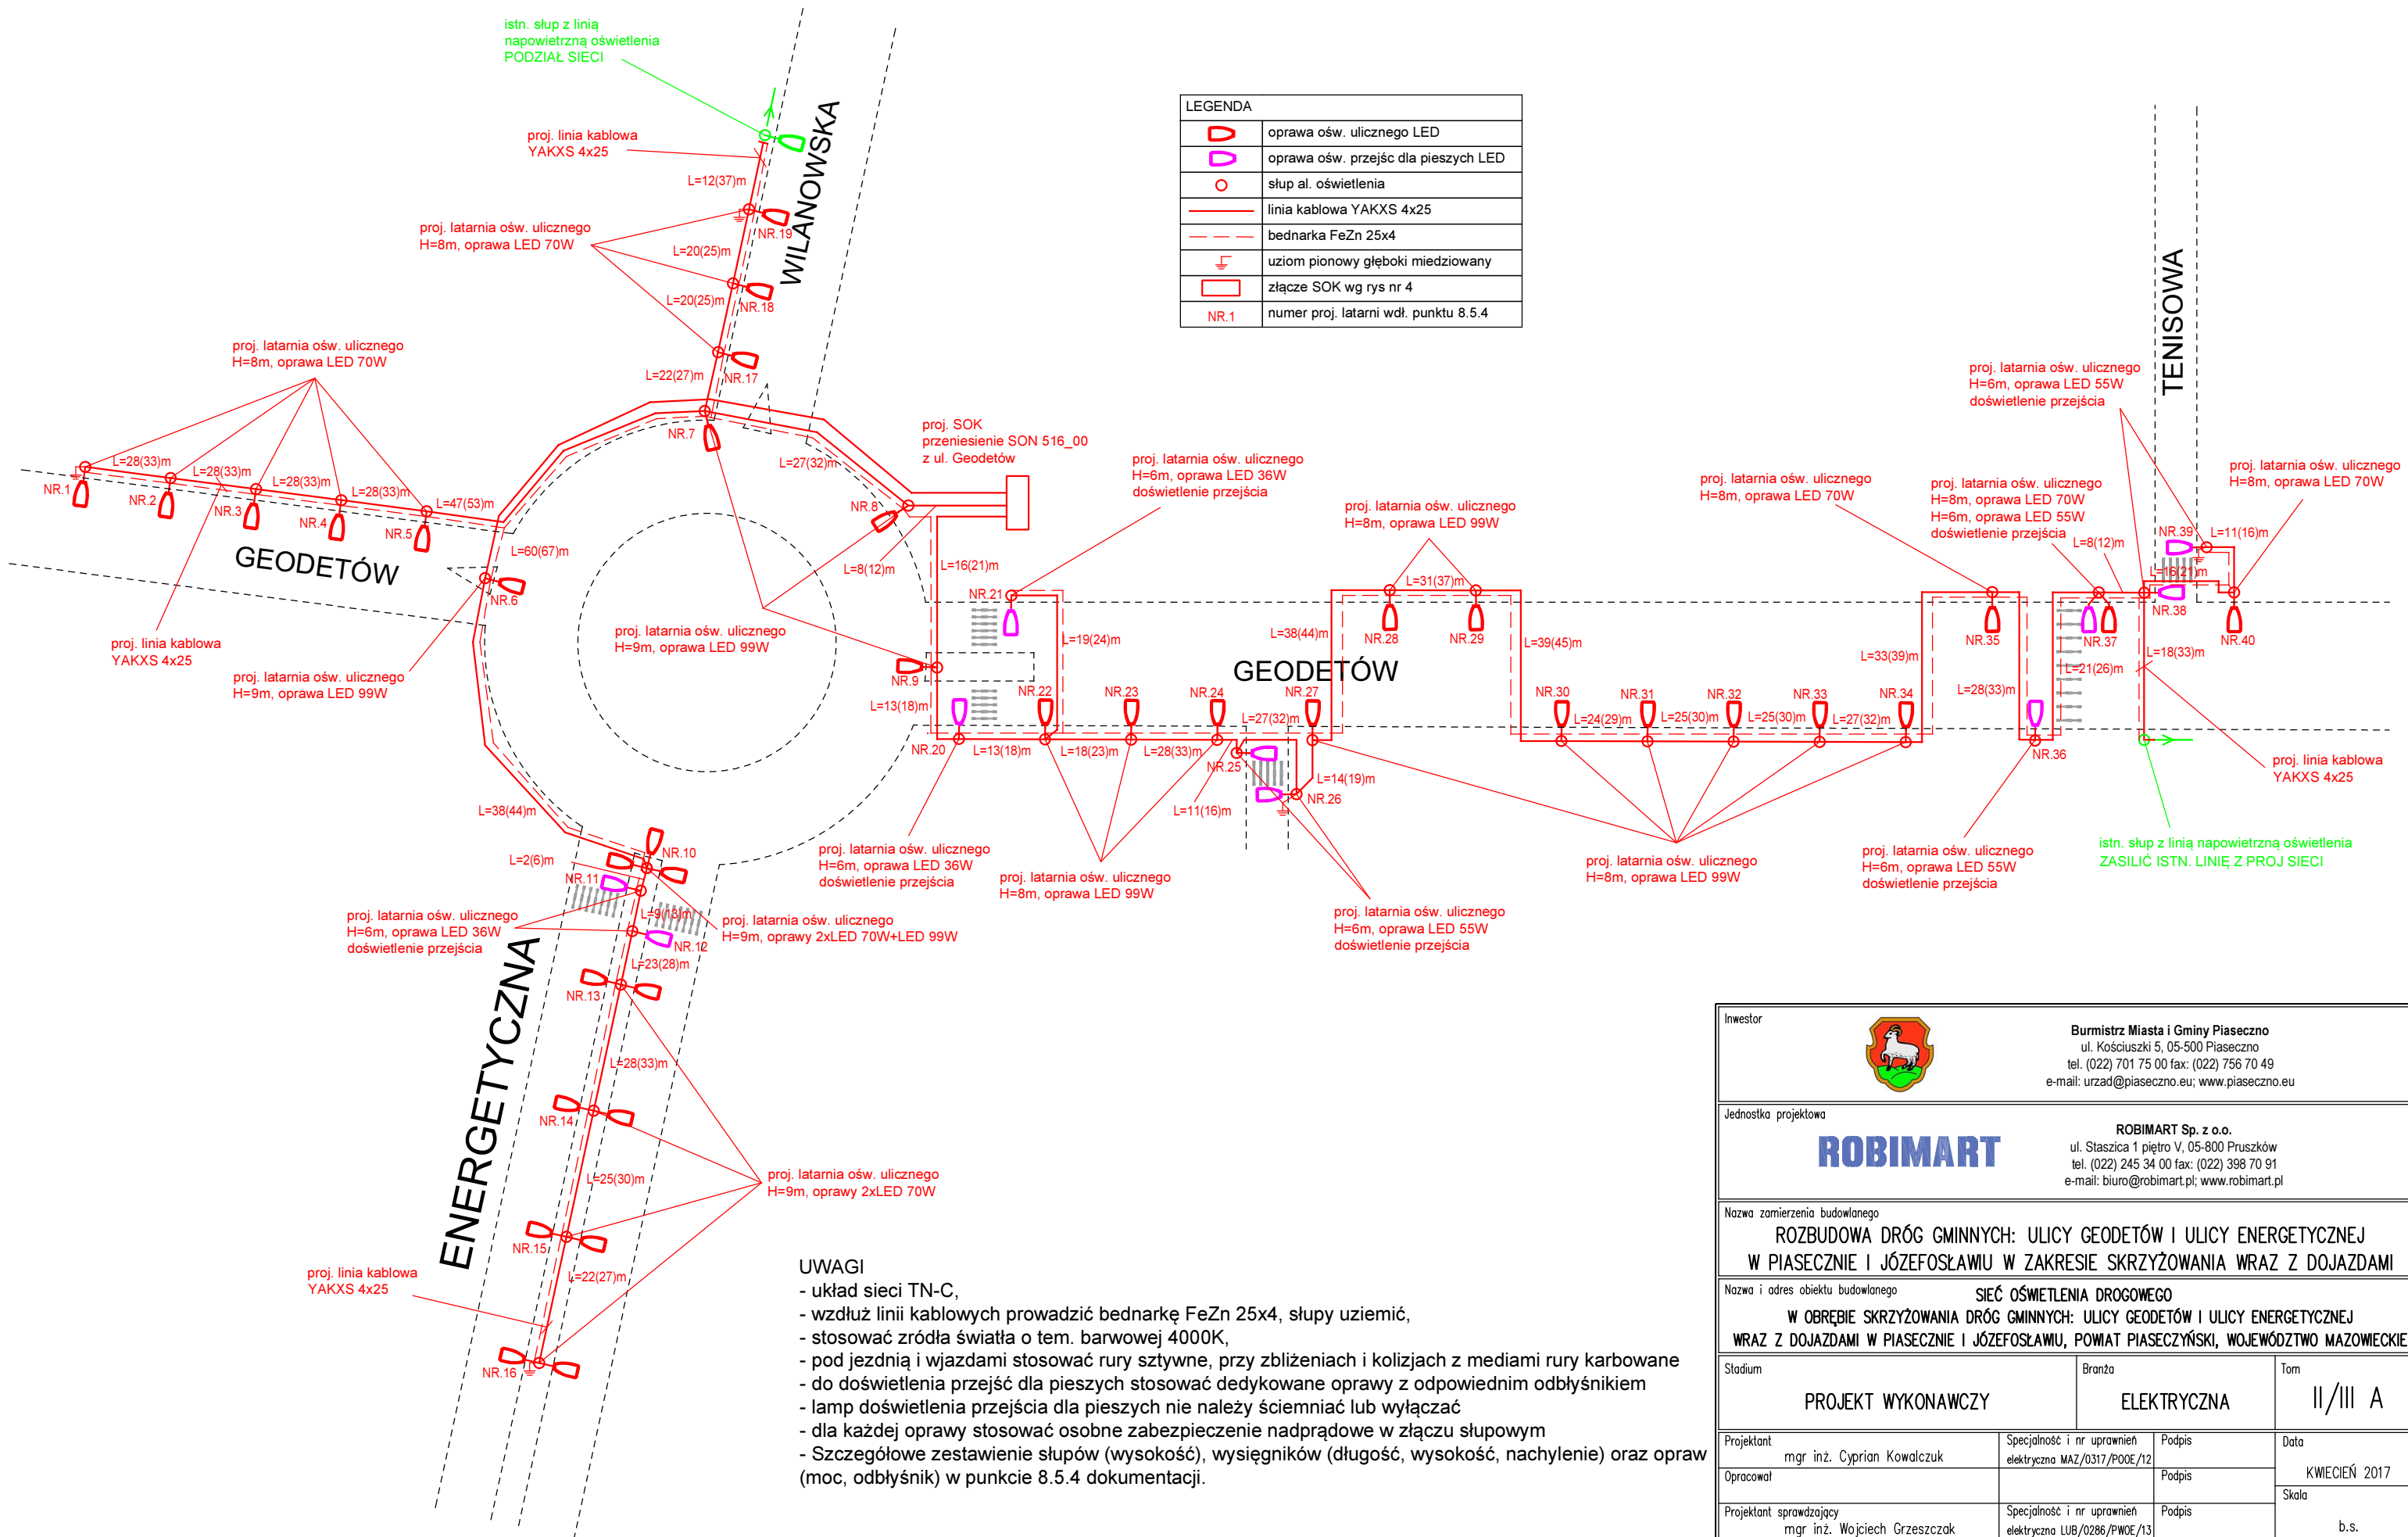 istn. słup z linią
napowietrzną oświetlenia
PODZIAŁ SIECI
proj. linia kablowa
YAKXS 4x25
L=12(37)m
WILANOWSKA
proj. latarnia ośw. ulicznego
H=8m, oprawa LED 70W
NR.19
L=20(25)m
L=20(25)m
NR.18
L=22(27)m
NR.17
LEGENDA
oprawa ośw. ulicznego LED
oprawa ośw. przejśc dla pieszych LED
słup al. oświetlenia
linia kablowa YAKXS 4x25
bednarka FeZn 25x4
uziom pionowy głęboki miedziowany
złącze SOK wg rys nr 4
NR.1
numer proj. latarni wdł. punktu 8.5.4
proj. latarnia ośw. ulicznego
H=8m, oprawa LED 70W
L=28(33)m
L=28(33)m
L=28(33)m
L=28(33)m
L=47(53)m
NR.1
NR.2
NR.3
NR.4
NR.5
GEODETÓW
L=60(67)m
NR.6
proj. linia kablowa
YAKXS 4x25
proj. latarnia ośw. ulicznego
H=9m, oprawa LED 99W
NR.7
L=27(32)m
NR.8
proj. SOK
przeniesienie SON 516_00
z ul. Geodetów
L=8(12)m
L=16(21)m
proj. latarnia ośw. ulicznego
H=9m, oprawa LED 99W
NR.9
L=13(18)m
NR.20
proj. latarnia ośw. ulicznego
H=6m, oprawa LED 36W
doświetlenie przejścia
NR.21
L=19(24)m
NR.22
NR.23
NR.24
L=13(18)m
L=18(23)m
L=28(33)m
L=27(32)m
NR.25
NR.26
L=14(19)m
L=11(16)m
NR.27
GEODETÓW
L=38(44)m
proj. latarnia ośw. ulicznego
H=8m, oprawa LED 99W
L=31(37)m
NR.28
NR.29
L=39(45)m
NR.30
NR.31
NR.32
NR.33
NR.34
L=24(29)m
L=25(30)m
L=25(30)m
L=27(32)m
L=33(39)m
proj. latarnia ośw. ulicznego
H=8m, oprawa LED 70W
NR.35
L=28(33)m
NR.36
L=21(26)m
proj. latarnia ośw. ulicznego
H=8m, oprawa LED 70W
H=6m, oprawa LED 55W
doświetlenie przejścia
NR.37
L=8(12)m
TENISOWA
proj. latarnia ośw. ulicznego
H=6m, oprawa LED 55W
doświetlenie przejścia
NR.39
L=11(16)m
L=16(21)m
NR.38
proj. latarnia ośw. ulicznego
H=8m, oprawa LED 70W
NR.40
L=18(33)m
proj. linia kablowa
YAKXS 4x25
istn. słup z linią napowietrzną oświetlenia
ZASILIĆ ISTN. LINIĘ Z PROJ SIECI
proj. latarnia ośw. ulicznego
H=6m, oprawa LED 36W
doświetlenie przejścia
proj. latarnia ośw. ulicznego
H=8m, oprawa LED 99W
proj. latarnia ośw. ulicznego
H=6m, oprawa LED 55W
doświetlenie przejścia
proj. latarnia ośw. ulicznego
H=8m, oprawa LED 99W
proj. latarnia ośw. ulicznego
H=6m, oprawa LED 55W
doświetlenie przejścia
L=38(44)m
L=2(6)m
NR.10
NR.11
L=9(13)m
NR.12
proj. latarnia ośw. ulicznego
H=6m, oprawa LED 36W
doświetlenie przejścia
proj. latarnia ośw. ulicznego
H=9m, oprawy 2xLED 70W+LED 99W
L=23(28)m
NR.13
L=28(33)m
NR.14
L=25(30)m
NR.15
L=22(27)m
NR.16
ENERGETYCZNA
proj. latarnia ośw. ulicznego
H=9m, oprawy 2xLED 70W
proj. linia kablowa
YAKXS 4x25
UWAGI
- układ sieci TN-C,
- wzdłuż linii kablowych prowadzić bednarkę FeZn 25x4, słupy uziemić,
- stosować zródła światła o tem. barwowej 4000K,
- pod jezdnią i wjazdami stosować rury sztywne, przy zbliżeniach i kolizjach z mediami rury karbowane
- do doświetlenia przejść dla pieszych stosować dedykowane oprawy z odpowiednim odbłyśnikiem
- lamp doświetlenia przejścia dla pieszych nie należy ściemniać lub wyłączać
- dla każdej oprawy stosować osobne zabezpieczenie nadprądowe w złączu słupowym
- Szczegółowe zestawienie słupów (wysokość), wysięgników (długość, wysokość, nachylenie) oraz opraw
(moc, odbłyśnik) w punkcie 8.5.4 dokumentacji.
Inwestor
Burmistrz Miasta i Gminy Piaseczno
ul. Kościuszki 5, 05-500 Piaseczno
tel. (022) 701 75 00 fax: (022) 756 70 49
e-mail: urzad@piaseczno.eu; www.piaseczno.eu
Jednostka projektowa
ROBIMART
ROBIMART Sp. z o.o.
ul. Staszica 1 piętro V, 05-800 Pruszków
tel. (022) 245 34 00 fax: (022) 398 70 91
e-mail: biuro@robimart.pl; www.robimart.pl
Nazwa zamierzenia budowlanego
ROZBUDOWA DRÓG GMINNYCH: ULICY GEODETÓW I ULICY ENERGETYCZNEJ
W PIASECZNIE I JÓZEFOSŁAWIU W ZAKRESIE SKRZYŻOWANIA WRAZ Z DOJAZDAMI
Nazwa i adres obiektu budowlanego
SIEĆ OŚWIETLENIA DROGOWEGO
W OBRĘBIE SKRZYŻOWANIA DRÓG GMINNYCH: ULICY GEODETÓW I ULICY ENERGETYCZNEJ
WRAZ Z DOJAZDAMI W PIASECZNIE I JÓZEFOSŁAWIU, POWIAT PIASECZYŃSKI, WOJEWÓDZTWO MAZOWIECKIE
Stadium
PROJEKT WYKONAWCZY
Branża
ELEKTRYCZNA
Tom
II/III A
Projektant
mgr inż. Cyprian Kowalczuk
Specjalność i nr uprawnień
elektryczna MAZ/0317/POOE/12
Podpis
Data
KWIECIEŃ 2017
Opracował
Podpis
Skala
b.s.
Projektant sprawdzający
mgr inż. Wojciech Grzeszczak
Specjalność i nr uprawnień
elektryczna LUB/0286/PWOE/13
Podpis